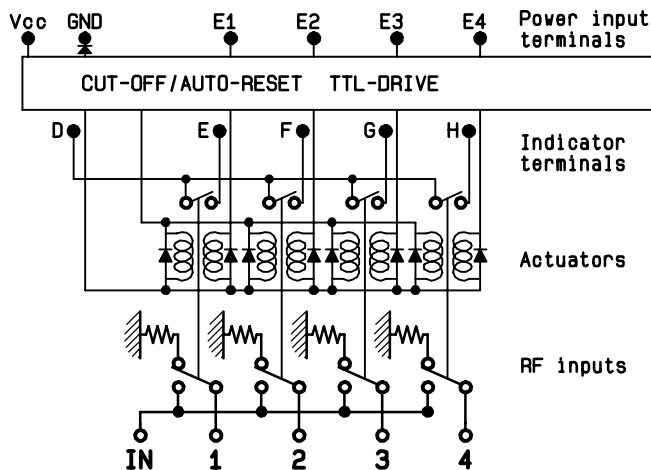 Vcc GND E1 E2 E3 E4 Power input
terminals
CUT-OFF/AUTO-RESET TTL-DRIVE
D E F G H Indicator
terminals
Actuators
RF inputs
IN 1 2 3 4